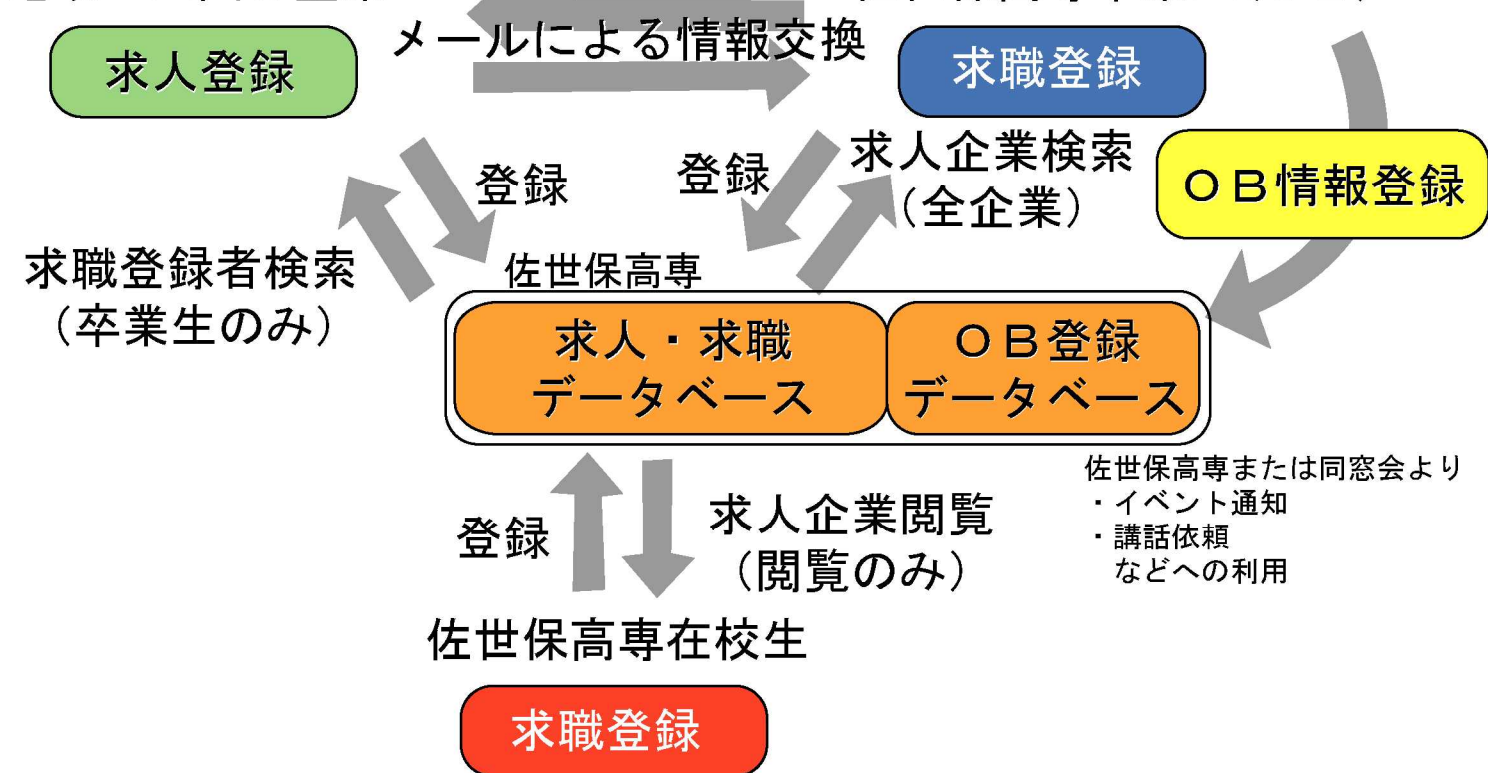 メールによる情報交換
求人登録
求職登録
登録
登録
求人企業検索
（全企業）
ＯＢ情報登録
求職登録者検索
（卒業生のみ）
佐世保高専
求人・求職
データベース
ＯＢ登録
データベース
佐世保高専または同窓会より
・イベント通知
・講話依頼
などへの利用
登録
求人企業閲覧
（閲覧のみ）
佐世保高専在校生
求職登録